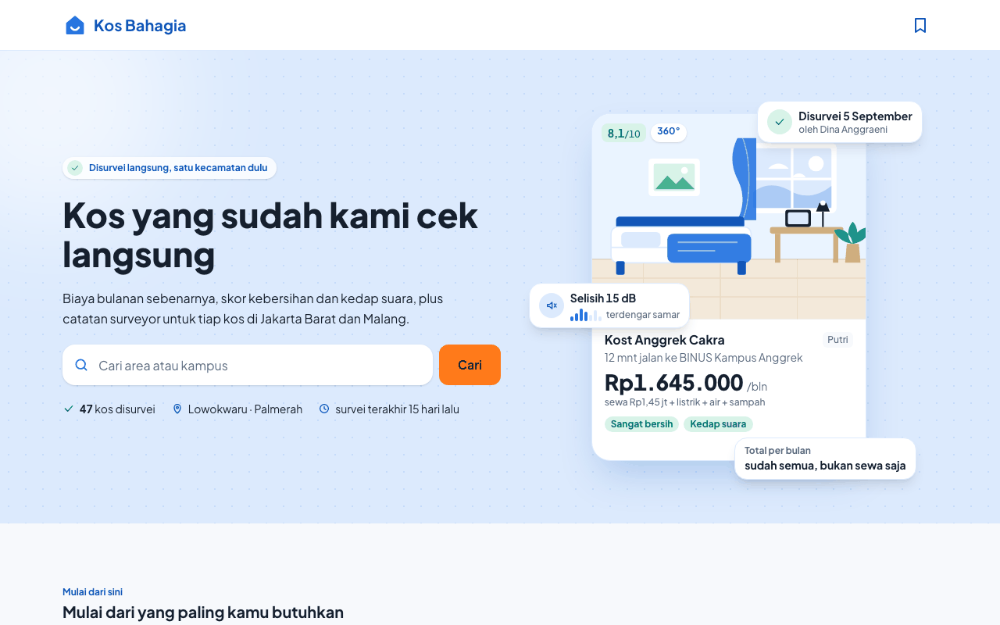 Kos Bahagia
Disurvei langsung, satu kecamatan dulu
Kos yang sudah kami cek
langsung
Biaya bulanan sebenarnya, skor kebersihan dan kedap suara, plus
catatan surveyor untuk tiap kos di Jakarta Barat dan Malang.
Cari area atau kampus
Cari
47 kos disurvei
Lowokwaru · Palmerah
survei terakhir 15 hari lalu
8,1/10
360°
Disurvei 5 September
oleh Dina Anggraeni
Selisih 15 dB
terdengar samar
Kost Anggrek Cakra
Putri
12 mnt jalan ke BINUS Kampus Anggrek
Rp1.645.000 /bln
sewa Rp1,45 jt + listrik + air + sampah
Sangat bersih
Kedap suara
Total per bulan
sudah semua, bukan sewa saja
Mulai dari sini
Mulai dari yang paling kamu butuhkan